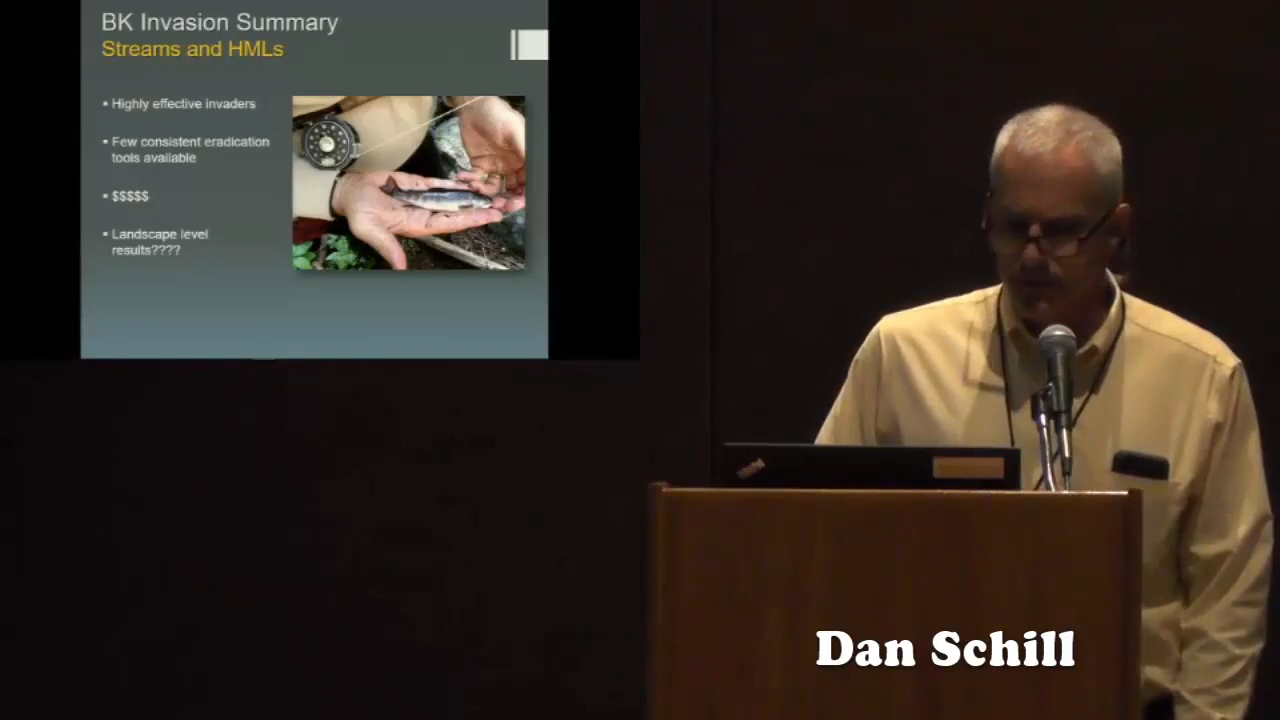 BK Invasion Summary
Streams and HMLs
▪ Highly effective invaders
▪ Few consistent eradication
tools available
▪ $$$$$
▪ Landscape level
results????
Dan Schill